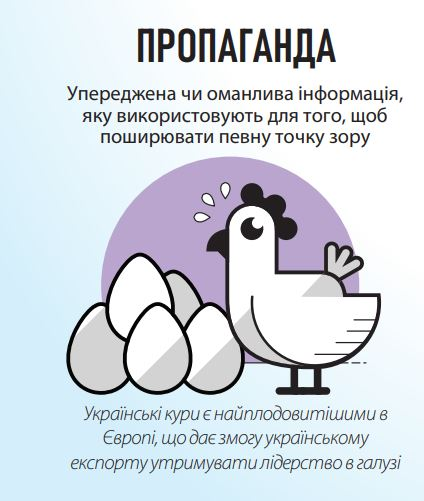 ПРОПАГАНДА
Упереджена чи оманлива інформація,
яку використовують для того, щоб
поширювати певну точку зору
Українські кури є найплодовитішими в
Європі, що дає змогу українському
експорту утримувати лідерство в галузі